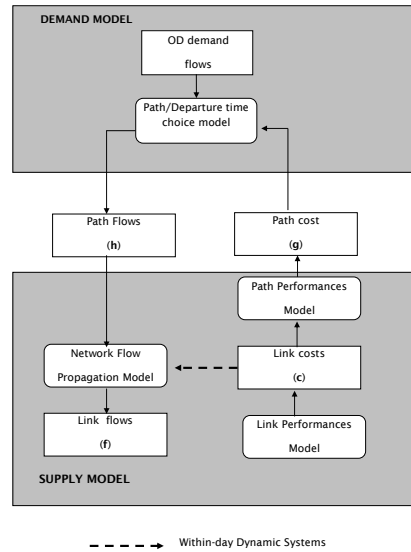 DEMAND MODEL
OD demand
flows
Path/Departure time
choice model
Path Flows
(h)
Path cost
(g)
Path Performances
Model
Network Flow
Propagation Model
Link costs
(c)
Link flows
(f)
Link Performances
Model
SUPPLY MODEL
Within-day Dynamic Systems